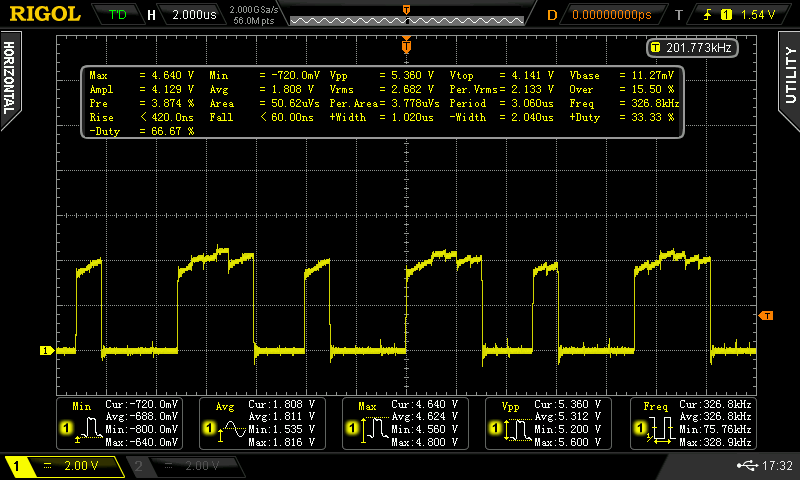 RIGOL T'D H 2.000us 2.000GSa/s 56.0M pts D 0.00000000ps T 1 1.54 V
HORIZONTAL
UTILITY
T
T 201.773kHz
Max = 4.640 V Min = -720.0mV Vpp = 5.360 V Vtop = 4.141 V Vbase = 11.27mV
Ampl = 4.129 V Avg = 1.808 V Vrms = 2.682 V Per.Vrms= 2.133 V Over = 15.50 %
Pre = 3.874 % Area = 50.62uVs Per.Area= 3.778uVs Period = 3.060us Freq = 326.8kHz
Rise < 420.0ns Fall < 60.00ns +Width = 1.020us -Width = 2.040us +Duty = 33.33 %
-Duty = 66.67 %
T
1
Min Cur:-720.0mV Avg Cur:1.808 V Max Cur:4.640 V Vpp Cur:5.360 V Freq Cur:326.8kHz
Avg:-688.0mV Avg:1.811 V Avg:4.624 V Avg:5.312 V Avg:326.8kHz
1 Min:-800.0mV 1 Min:1.535 V 1 Min:4.560 V 1 Min:5.200 V 1 Min:75.76kHz
Max:-640.0mV Max:1.816 V Max:4.800 V Max:5.600 V Max:328.9kHz
1 2.00 V 2 2.00 V 17:32